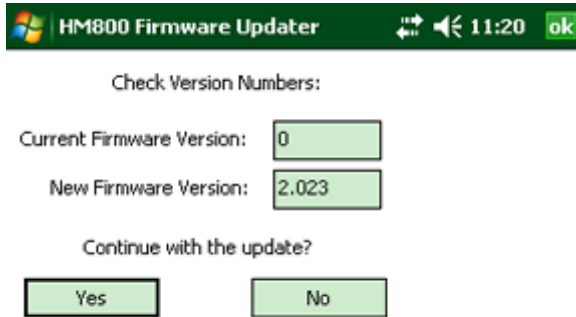 HM800 Firmware Updater 11:20 ok
Check Version Numbers:
Current Firmware Version: 0
New Firmware Version: 2.023
Continue with the update?
Yes No